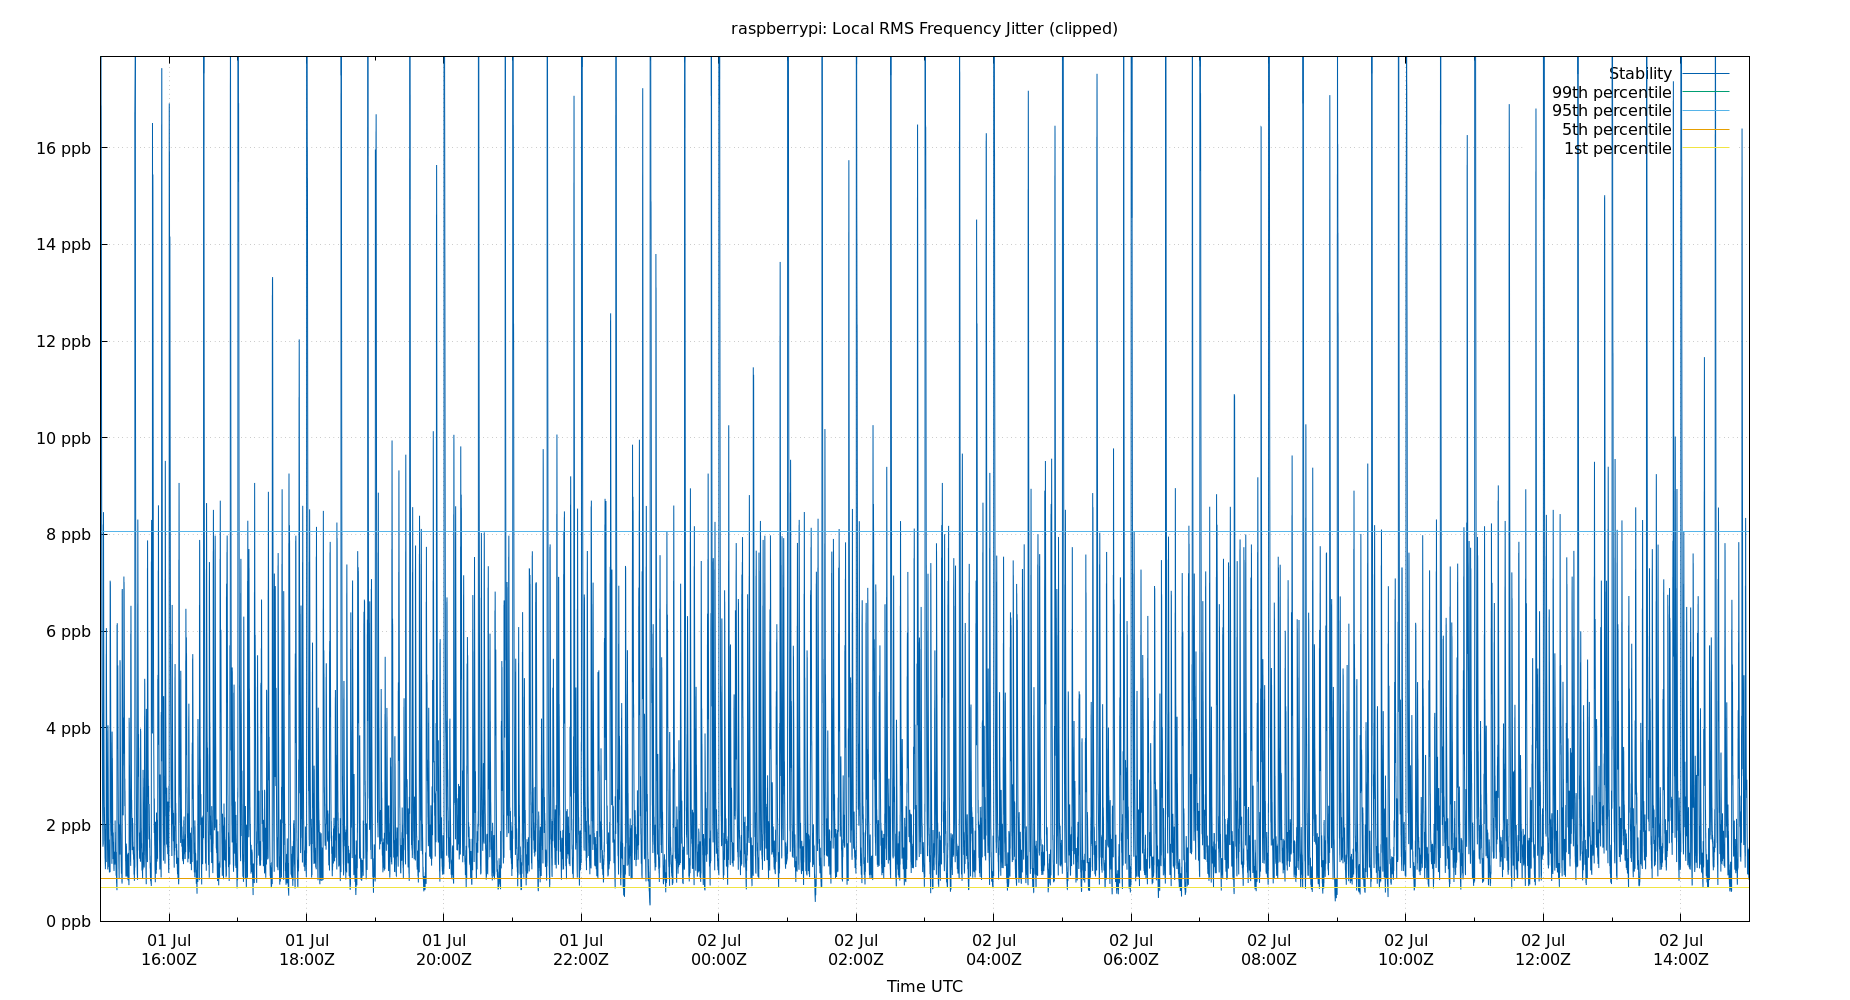 raspberrypi: Local RMS Frequency Jitter (clipped)
Stability
99th percentile
95th percentile
5th percentile
1st percentile
16 ppb
14 ppb
12 ppb
10 ppb
8 ppb
6 ppb
4 ppb
2 ppb
0 ppb
01 Jul 01 Jul 01 Jul 01 Jul 02 Jul 02 Jul 02 Jul 02 Jul 02 Jul 02 Jul 02 Jul 02 Jul
16:00Z 18:00Z 20:00Z 22:00Z 00:00Z 02:00Z 04:00Z 06:00Z 08:00Z 10:00Z 12:00Z 14:00Z
Time UTC